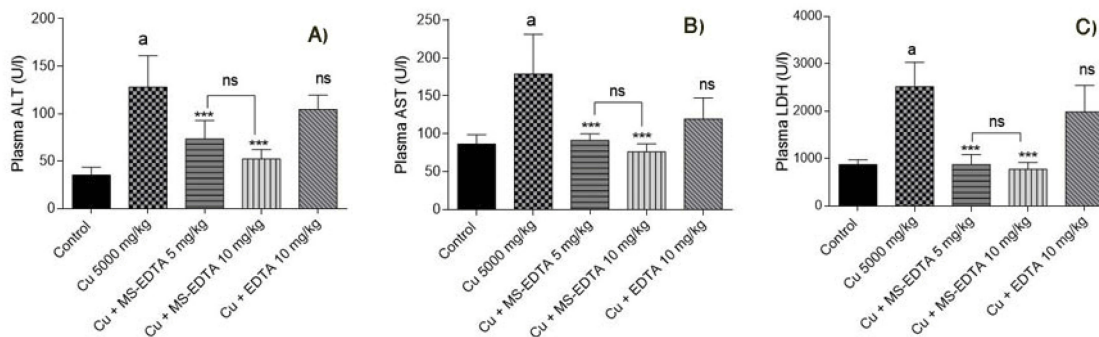 A)
Plasma ALT (U/l)
200
150
100
50
0
a
ns
***
***
ns
Control
Cu 5000 mg/kg
Cu + MS-EDTA 5 mg/kg
Cu + MS-EDTA 10 mg/kg
Cu + EDTA 10 mg/kg
B)
Plasma AST (U/l)
250
200
150
100
50
0
a
ns
***
***
ns
Control
Cu 5000 mg/kg
Cu + MS-EDTA 5 mg/kg
Cu + MS-EDTA 10 mg/kg
Cu + EDTA 10 mg/kg
C)
Plasma LDH (U/l)
4000
3000
2000
1000
0
a
ns
***
***
ns
Control
Cu 5000 mg/kg
Cu + MS-EDTA 5 mg/kg
Cu + MS-EDTA 10 mg/kg
Cu + EDTA 10 mg/kg